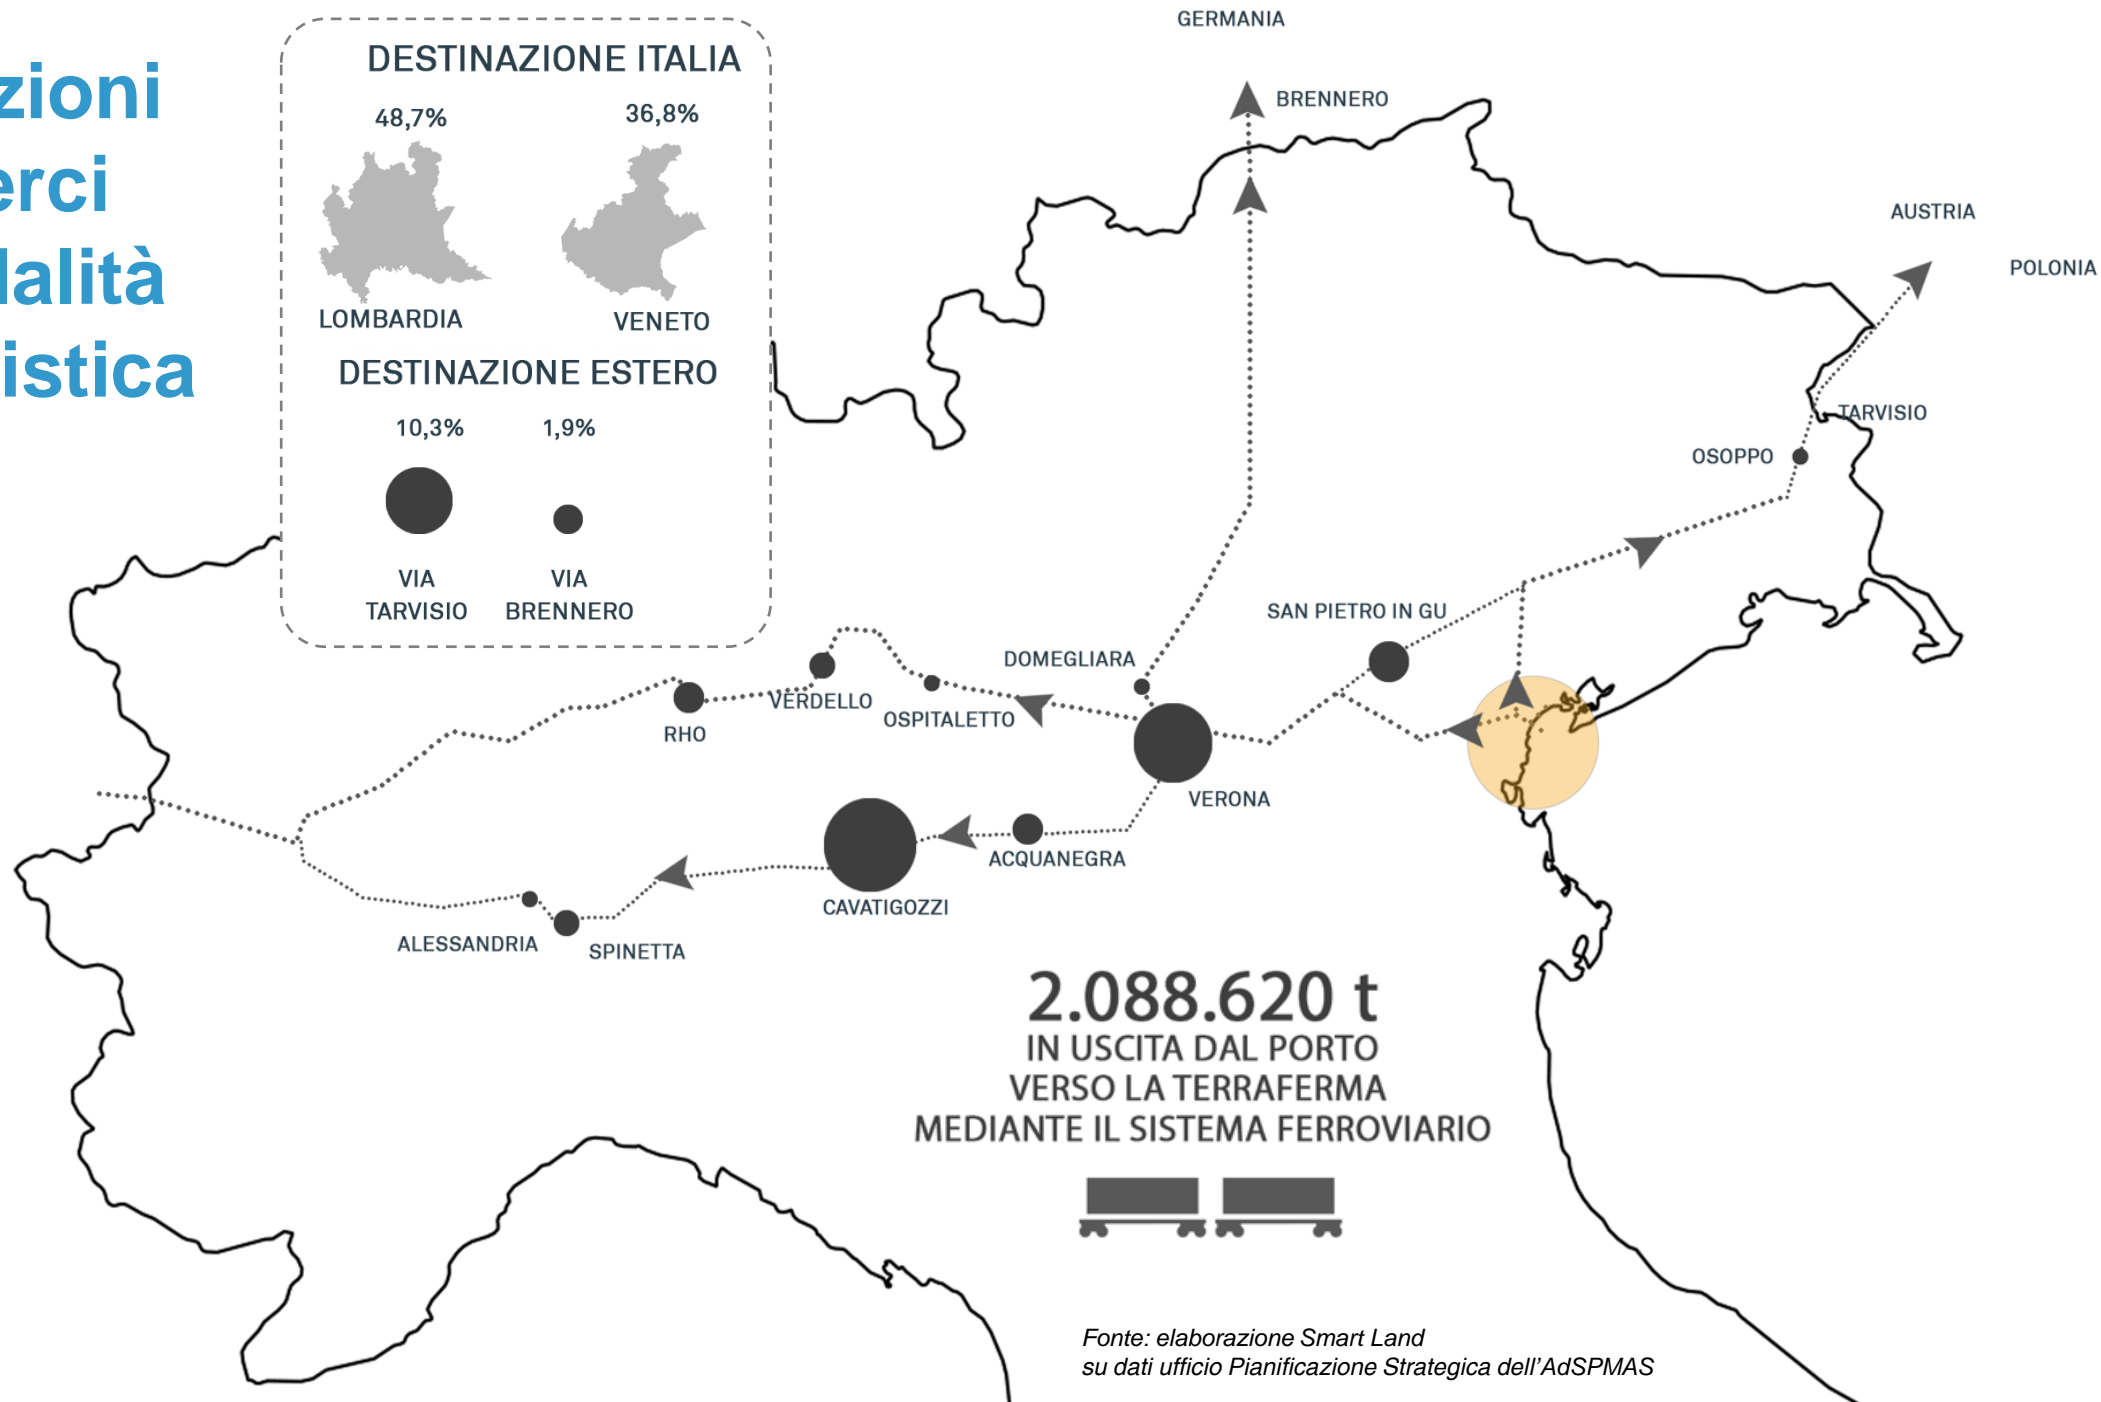 zioni
erci
lalità
istica
DESTINAZIONE ITALIA
48,7%
36,8%
LOMBARDIA
VENETO
DESTINAZIONE ESTERO
10,3%
1,9%
VIA
TARVISIO
VIA
BRENNERO
GERMANIA
BRENNERO
AUSTRIA
POLONIA
TARVISIO
OSOPPO
SAN PIETRO IN GU
DOMEGLIARA
VERDELLO
OSPITALETTO
RHO
VERONA
ACQUANEGRA
CAVATIGOZZI
ALESSANDRIA
SPINETTA
2.088.620 t
IN USCITA DAL PORTO
VERSO LA TERRAFERMA
MEDIANTE IL SISTEMA FERROVIARIO
Fonte: elaborazione Smart Land
su dati ufficio Pianificazione Strategica dell'AdSPMAS